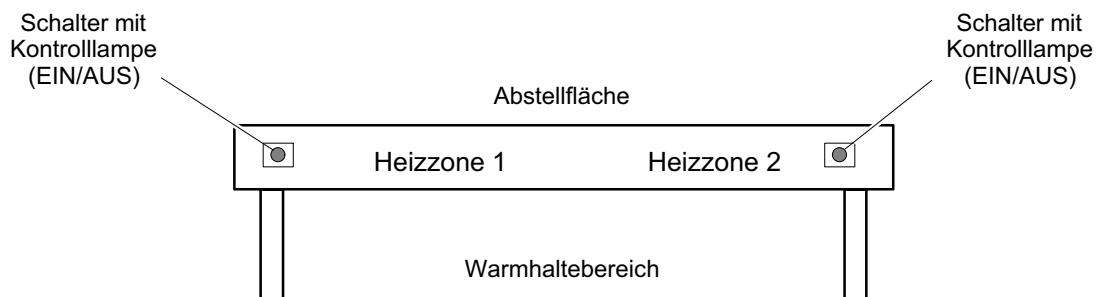 Schalter mit
Kontrolllampe
(EIN/AUS)
Schalter mit
Kontrolllampe
(EIN/AUS)
Abstellfläche
Heizzone 1
Heizzone 2
Warmhaltebereich